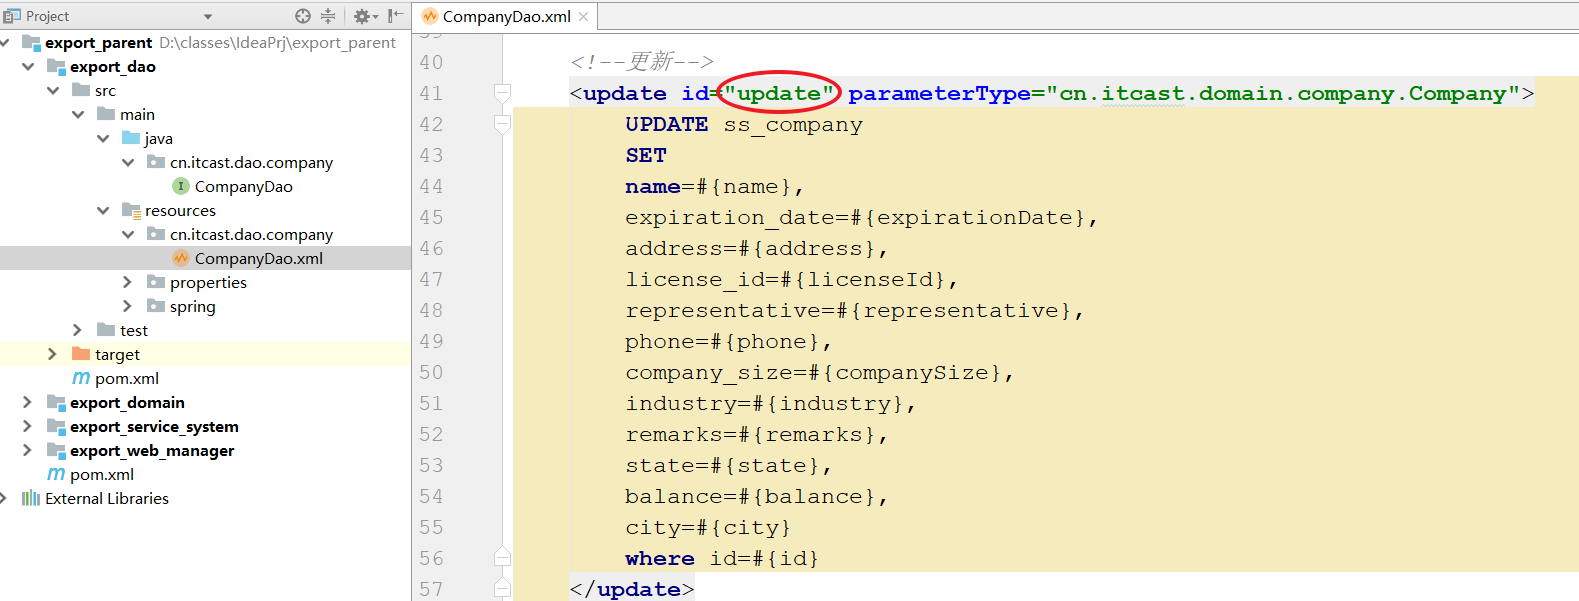 Project
export_parent D:\classes\IdeaPrj\export_parent
export_dao
src
main
java
cn.itcast.dao.company
I CompanyDao
resources
cn.itcast.dao.company
CompanyDao.xml
properties
spring
test
target
m pom.xml
export_domain
export_service_system
export_web_manager
m pom.xml
External Libraries
CompanyDao.xml
39
40 <!--更新-->
41 <update id="update" parameterType="cn.itcast.domain.company.Company">
42 UPDATE ss_company
43 SET
44 name=#{name},
45 expiration_date=#{expirationDate},
46 address=#{address},
47 license_id=#{licenseId},
48 representative=#{representative},
49 phone=#{phone},
50 company_size=#{companySize},
51 industry=#{industry},
52 remarks=#{remarks},
53 state=#{state},
54 balance=#{balance},
55 city=#{city}
56 where id=#{id}
57 </update>